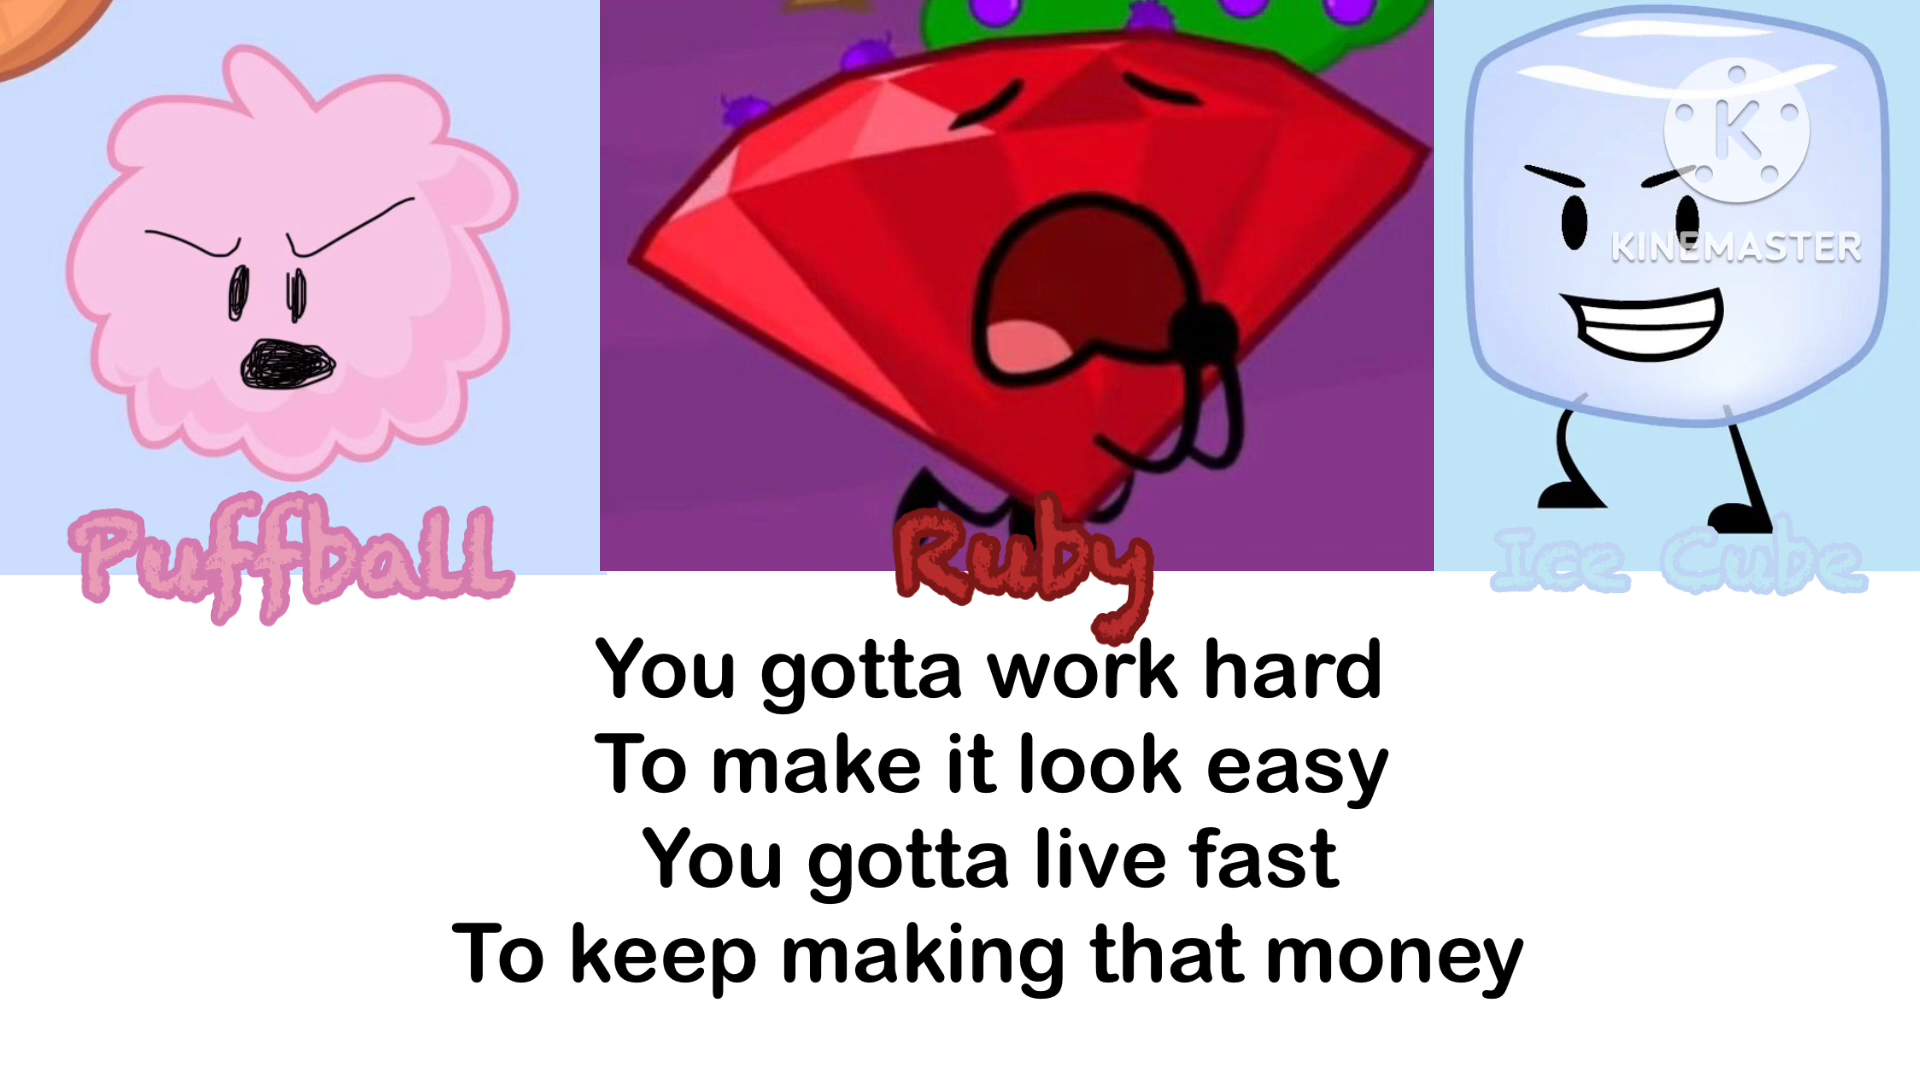 K
KINEMASTER
Puffball
Ruby
Ice Cube
You gotta work hard
To make it look easy
You gotta live fast
To keep making that money